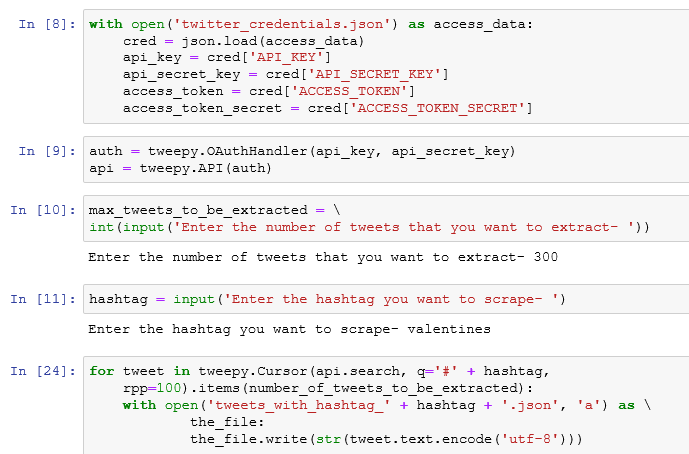 In [8]: with open('twitter_credentials.json') as access_data:
    cred = json.load(access_data)
    api_key = cred['API_KEY']
    api_secret_key = cred['API_SECRET_KEY']
    access_token = cred['ACCESS_TOKEN']
    access_token_secret = cred['ACCESS_TOKEN_SECRET']
In [9]: auth = tweepy.OAuthHandler(api_key, api_secret_key)
api = tweepy.API(auth)
In [10]: max_tweets_to_be_extracted = \
int(input('Enter the number of tweets that you want to extract- '))
Enter the number of tweets that you want to extract- 300
In [11]: hashtag = input('Enter the hashtag you want to scrape- ')
Enter the hashtag you want to scrape- valentines
In [24]: for tweet in tweepy.Cursor(api.search, q='#' + hashtag,
    rpp=100).items(number_of_tweets_to_be_extracted):
    with open('tweets_with_hashtag_' + hashtag + '.json', 'a') as \
            the_file:
            the_file.write(str(tweet.text.encode('utf-8')))